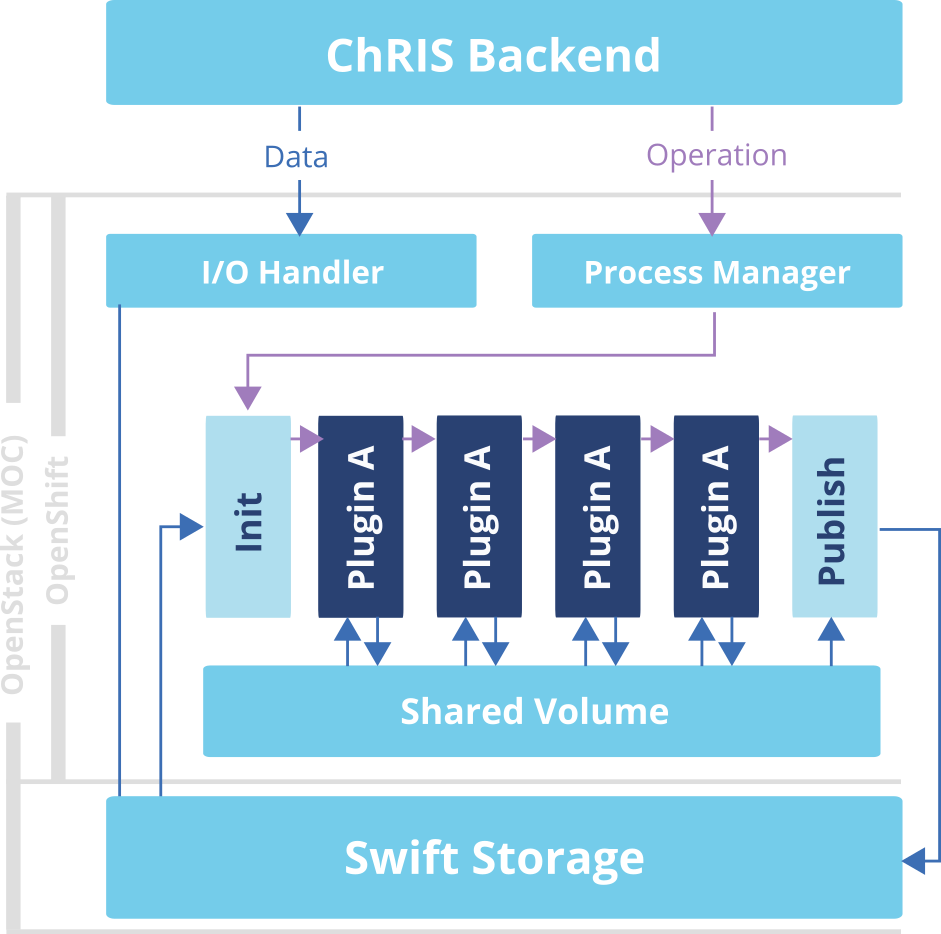 ChRIS Backend
Data
Operation
I/O Handler
Process Manager
OpenStack (MOC)
OpenShift
Init
Plugin A
Plugin A
Plugin A
Plugin A
Publish
Shared Volume
Swift Storage